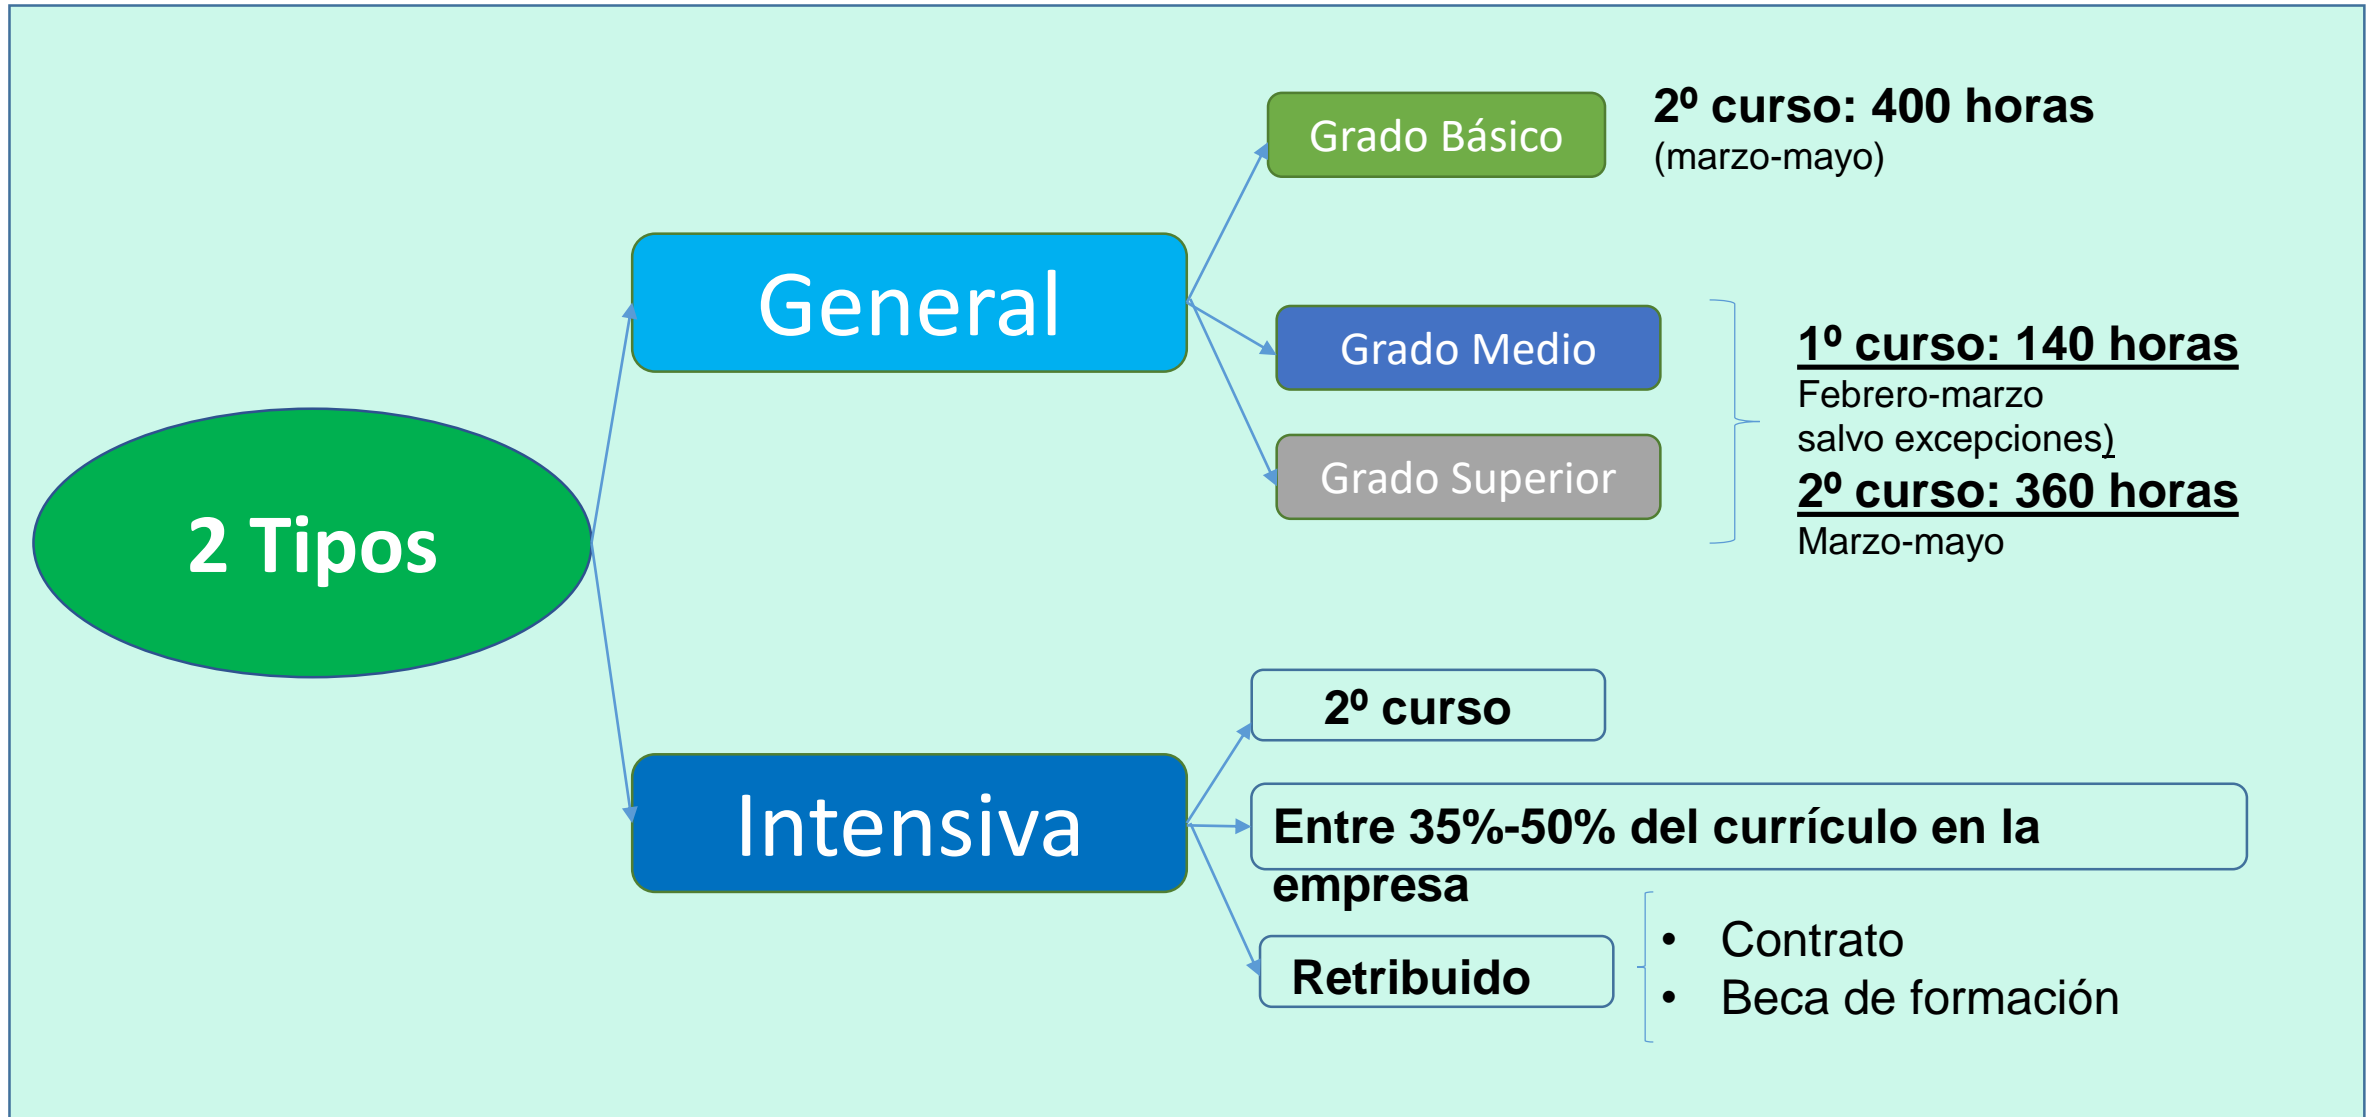 2 Tipos
General
Grado Básico
2º curso: 400 horas
(marzo-mayo)
Grado Medio
Grado Superior
1º curso: 140 horas
Febrero-marzo
salvo excepciones)
2º curso: 360 horas
Marzo-mayo
Intensiva
2º curso
Entre 35%-50% del currículo en la
empresa
Retribuido
• Contrato
• Beca de formación